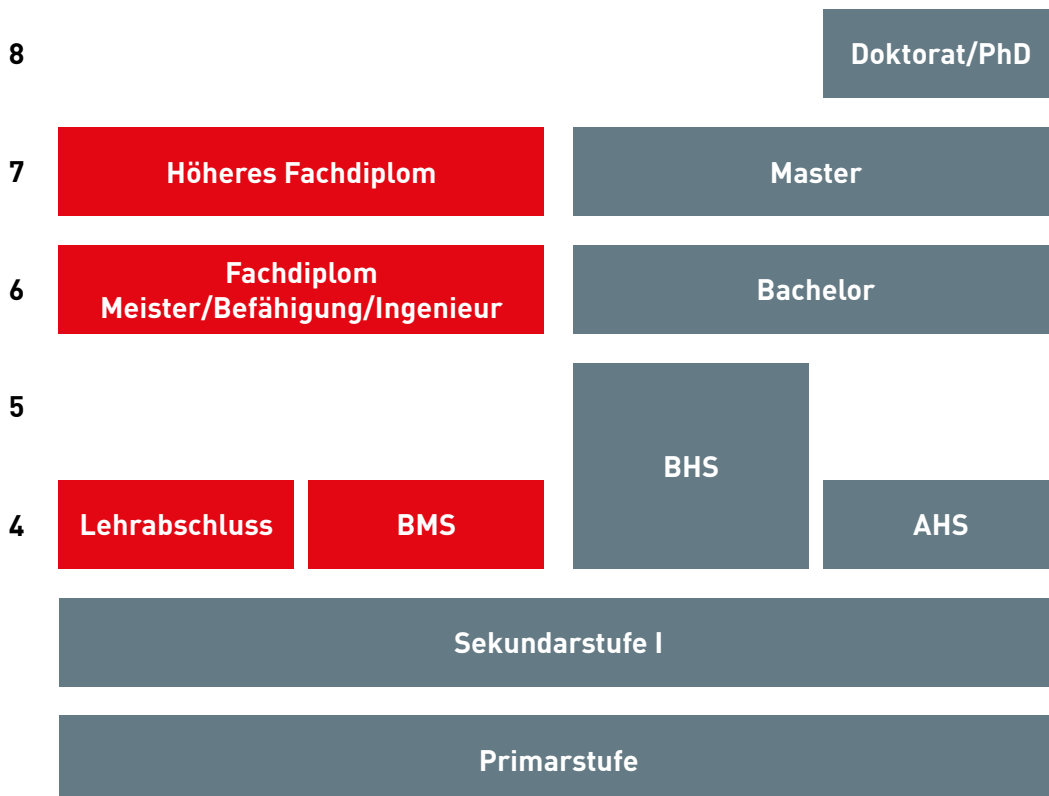 8
Doktorat/PhD
7
Höheres Fachdiplom
Master
6
Fachdiplom
Meister/Befähigung/Ingenieur
Bachelor
5
BHS
4
Lehrabschluss
BMS
AHS
Sekundarstufe I
Primarstufe